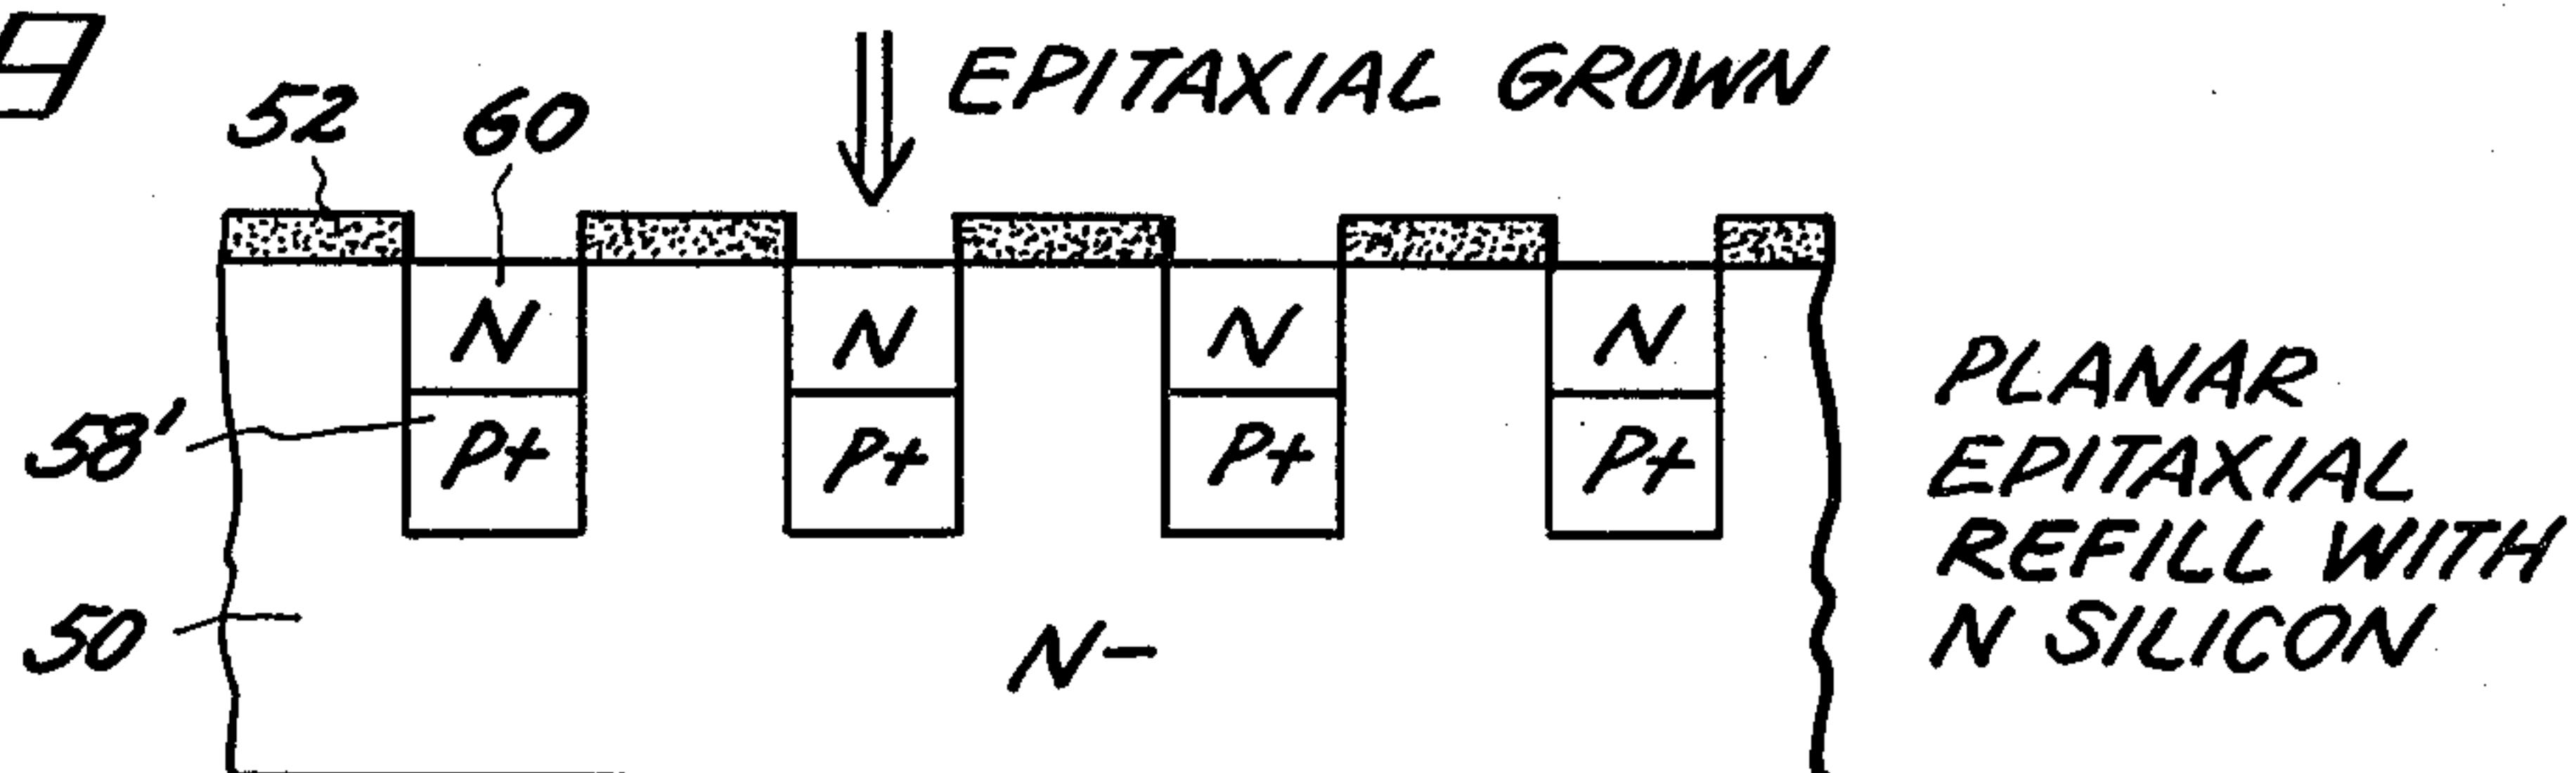 EPITAXIAL GROWN
52 60
N N N N
58' P+ P+ P+ P+
50
N-
PLANAR
EPITAXIAL
REFILL WITH
N SILICON